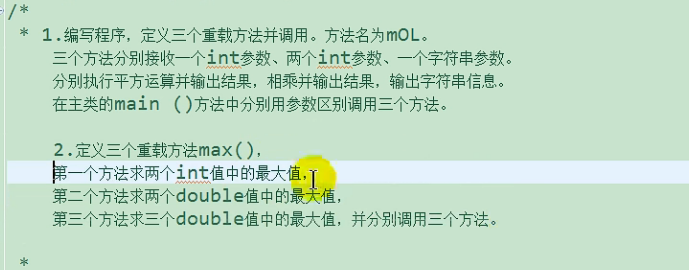 /*
* 1.编写程序，定义三个重载方法并调用。方法名为mOL。
三个方法分别接收一个int参数、两个int参数、一个字符串参数。
分别执行平方运算并输出结果，相乘并输出结果，输出字符串信息。
在主类的main ()方法中分别用参数区别调用三个方法。
2.定义三个重载方法max()，
第一个方法求两个int值中的最大值，
第二个方法求两个double值中的最大值，
第三个方法求三个double值中的最大值，并分别调用三个方法。
*